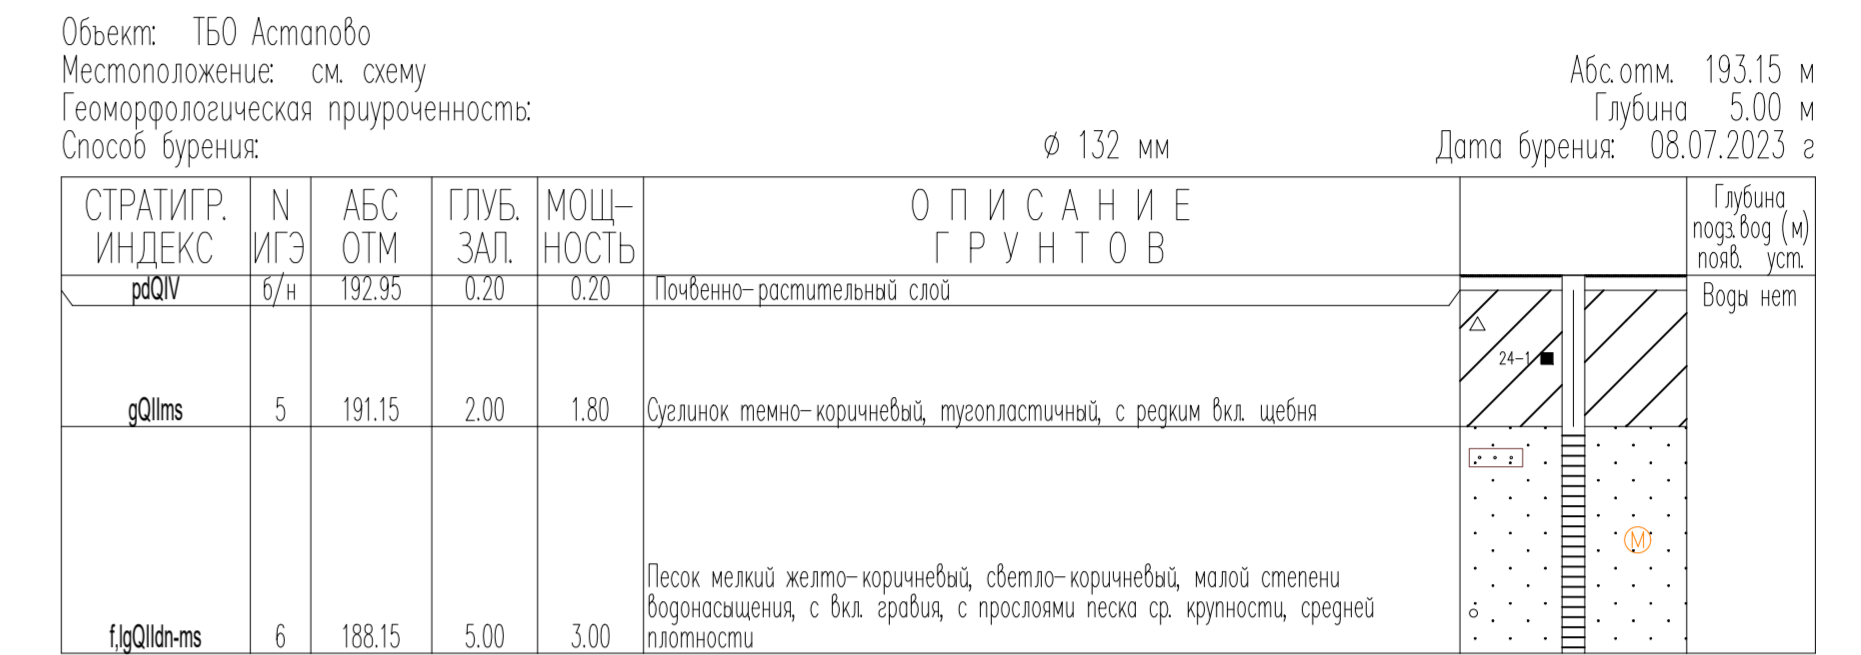 Объект: ТБО Астапово
Местоположение: см. схему
Абс.отм. 193.15 м
Геоморфологическая приуроченность:
Глубина 5.00 м
Способ бурения: Ø 132 мм Дата бурения: 08.07.2023 г
СТРАТИГР. ИНДЕКС
N ИГЭ
АБС ОТМ
ГЛУБ. ЗАЛ.
МОЩ-НОСТЬ
О П И С А Н И Е
Г Р У Н Т О В
Глубина
подз.вод (м)
появ. уст.
pdQIV б/н 192.95 0.20 0.20 Почвенно-растительный слой
Воды нет
24-1
gQIIms 5 191.15 2.00 1.80 Суглинок темно-коричневый, тугопластичный, с редким вкл. щебня
М
Песок мелкий желто-коричневый, светло-коричневый, малой степени
водонасыщения, с вкл. гравия, с прослоями песка ср. крупности, средней
f,lgQIIdn-ms 6 188.15 5.00 3.00 плотности